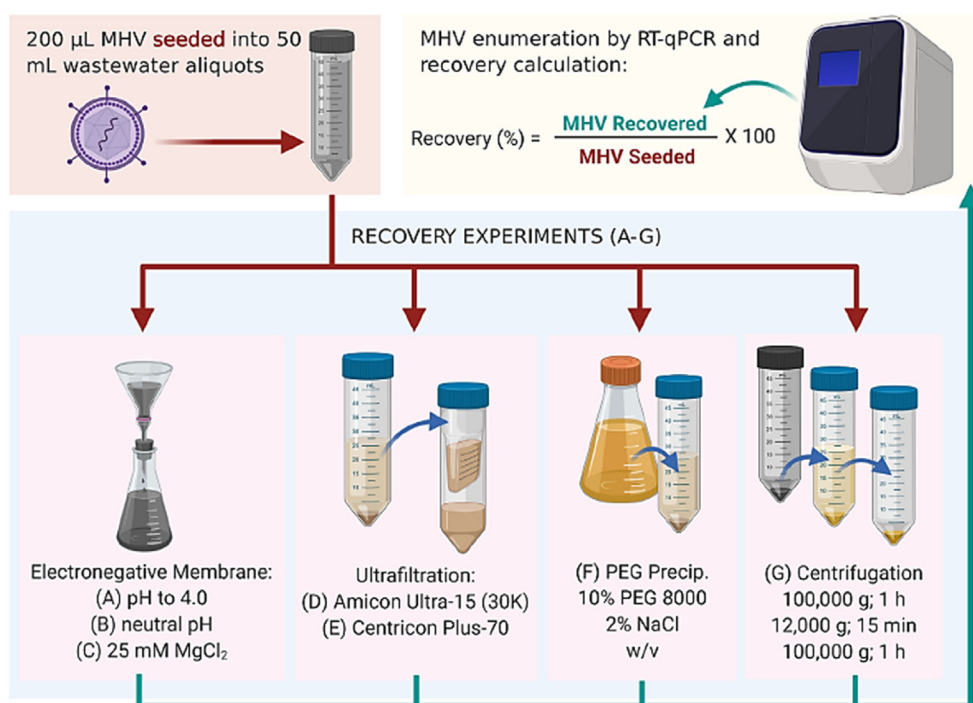 200 µL MHV seeded into 50
mL wastewater aliquots
MHV enumeration by RT-qPCR and
recovery calculation:
Recovery (%) = MHV Recovered / MHV Seeded X 100
RECOVERY EXPERIMENTS (A-G)
Electronegative Membrane:
(A) pH to 4.0
(B) neutral pH
(C) 25 mM MgCl₂
Ultrafiltration:
(D) Amicon Ultra-15 (30K)
(E) Centricon Plus-70
(F) PEG Precip.
10% PEG 8000
2% NaCl
w/v
(G) Centrifugation
100,000 g; 1 h
12,000 g; 15 min
100,000 g; 1 h